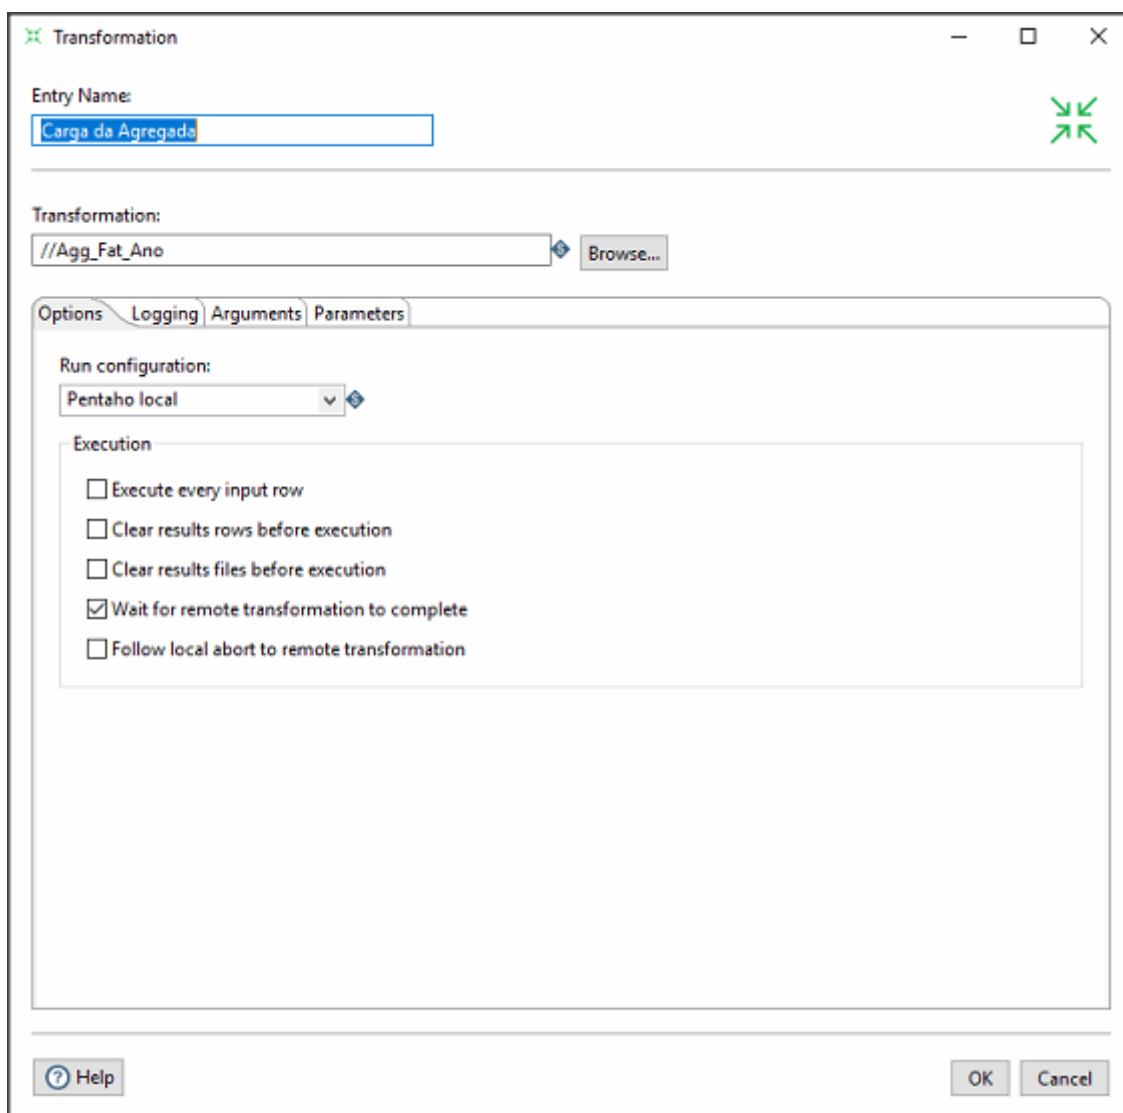 Transformation
Entry Name:
Carga da Agregada
Transformation:
//Agg_Fat_Ano
Browse...
Options Logging Arguments Parameters
Run configuration:
Pentaho local
Execution
Execute every input row
Clear results rows before execution
Clear results files before execution
Wait for remote transformation to complete
Follow local abort to remote transformation
Help
OK
Cancel